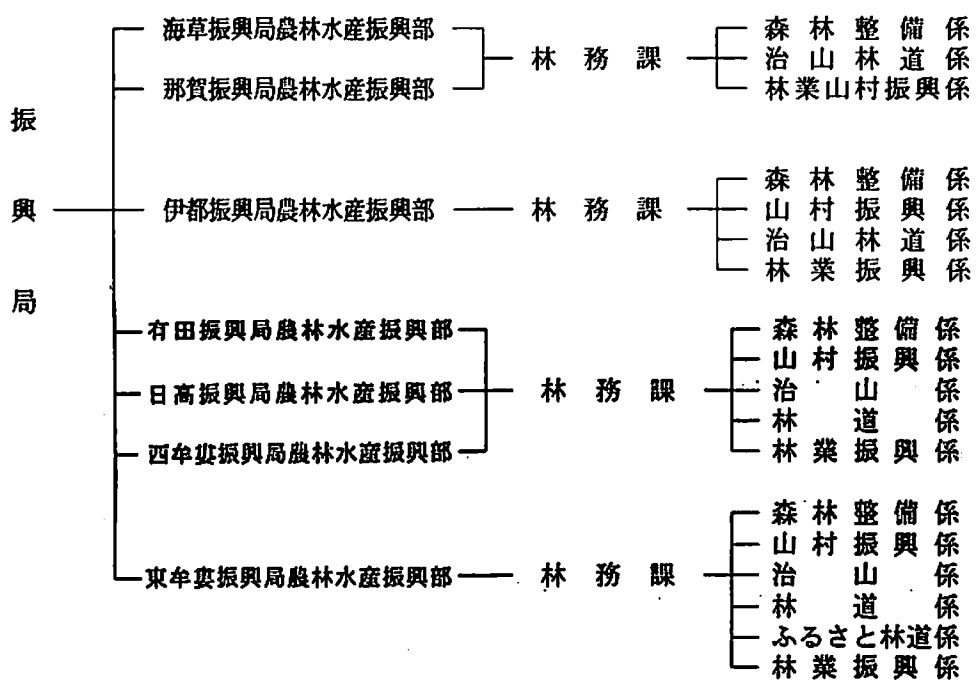 振興局
海草振興局農林水産振興部
那賀振興局農林水産振興部
林務課
森林整備係
治山林道係
林業山村振興係
伊都振興局農林水産振興部
林務課
森林整備係
山村振興係
治山林道係
林業振興係
有田振興局農林水産振興部
日高振興局農林水産振興部
西牟婁振興局農林水産振興部
林務課
森林整備係
山村振興係
治山係
林道係
林業振興係
東牟婁振興局農林水産振興部
林務課
森林整備係
山村振興係
治山係
林道係
ふるさと林道係
林業振興係